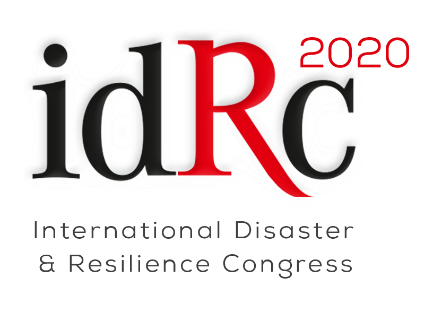 2020
idRc
International Disaster
& Resilience Congress